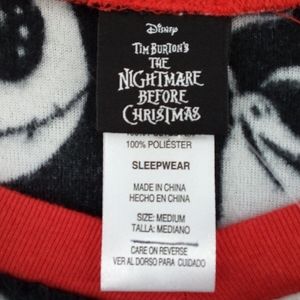 Disney
TIM BURTON'S
THE
NIGHTMARE
BEFORE
CHRISTMAS
100% POLIÉSTER
SLEEPWEAR
MADE IN CHINA
HECHO EN CHINA
SIZE: MEDIUM
TALLA: MEDIANO
CARE ON REVERSE
VER AL DORSO PARA CUIDADO